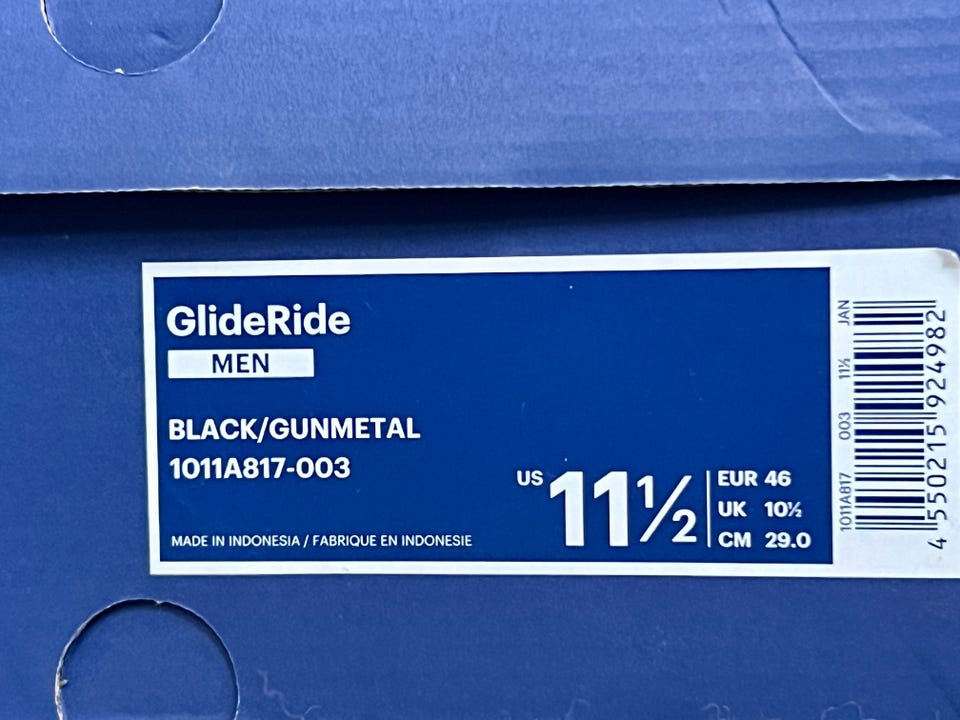 GlideRide
MEN
BLACK/GUNMETAL
1011A817-003
US 11½
EUR 46
UK 10½
CM 29.0
MADE IN INDONESIA / FABRIQUE EN INDONESIE
1011A817 003 11½ JAN
4 550215 924982